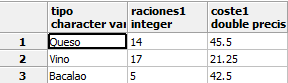 tipo raciones1 coste1
character var integer double precis
1 Queso 14 45.5
2 Vino 17 21.25
3 Bacalao 5 42.5